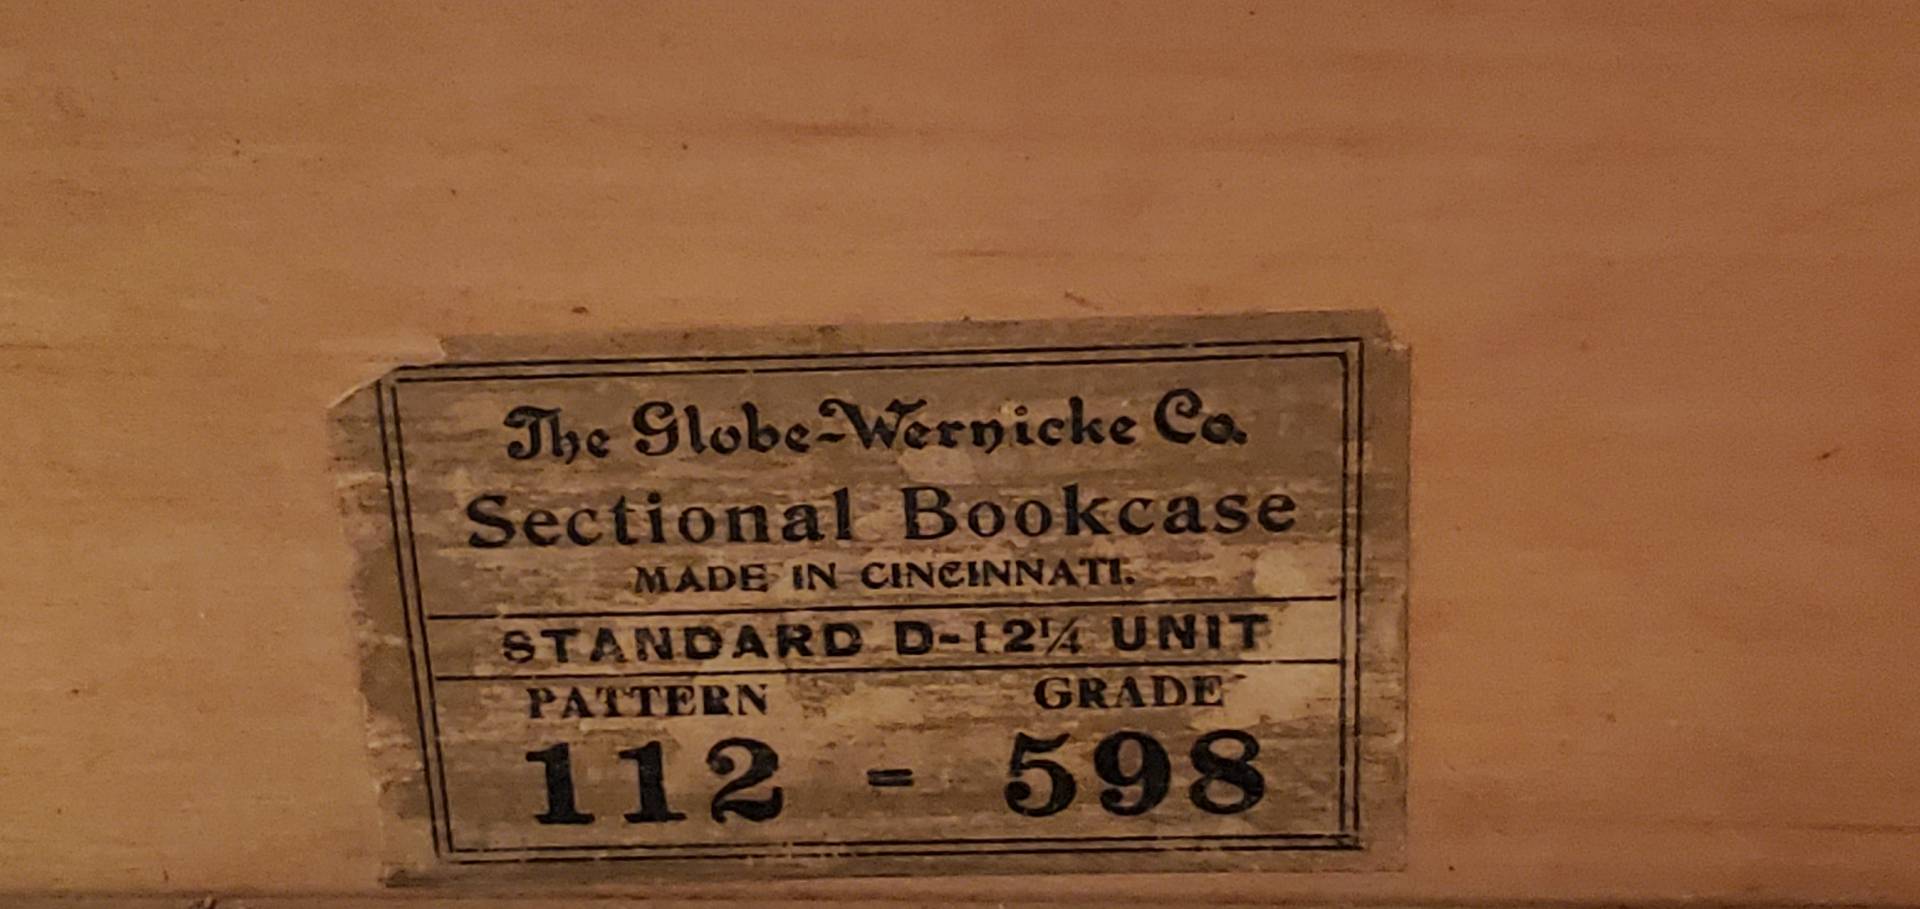 The Globe-Wernicke Co.
Sectional Bookcase
MADE IN CINCINNATI.
STANDARD D-12¼ UNIT
PATTERN GRADE
112 - 598